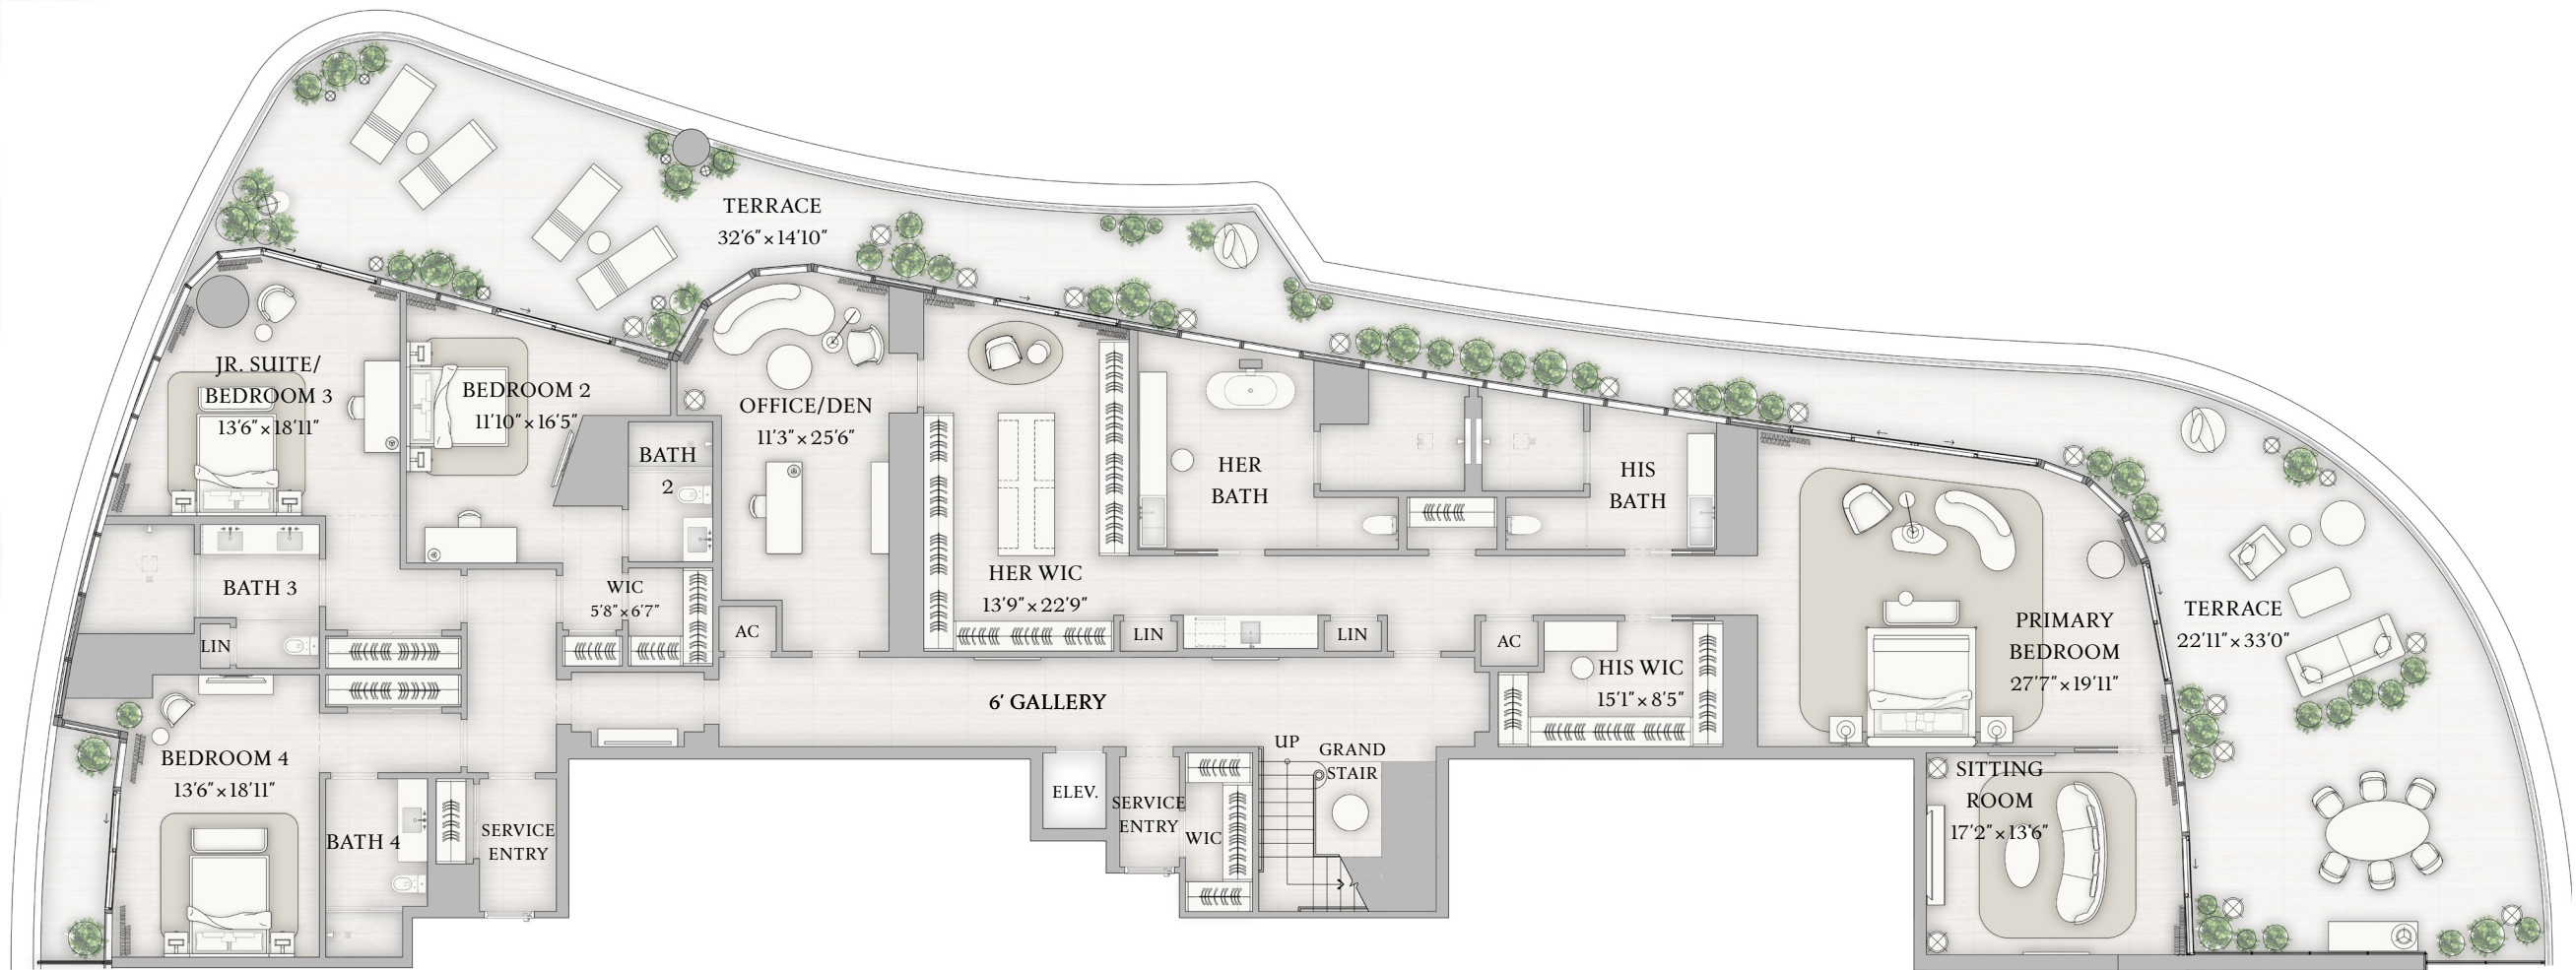 TERRACE
32'6" × 14'10"
JR. SUITE/
BEDROOM 3
13'6" × 18'11"
BEDROOM 2
11'10" × 16'5"
OFFICE/DEN
11'3" × 25'6"
BATH
2
HER
BATH
HIS
BATH
BATH 3
WIC
5'8" × 6'7"
HER WIC
13'9" × 22'9"
LIN
AC
LIN
LIN
AC
HIS WIC
15'1" × 8'5"
PRIMARY
BEDROOM
27'7" × 19'11"
TERRACE
22'11" × 33'0"
6' GALLERY
BEDROOM 4
13'6" × 18'11"
BATH 4
SERVICE
ENTRY
ELEV.
SERVICE
ENTRY
WIC
UP
GRAND
STAIR
SITTING
ROOM
17'2" × 13'6"